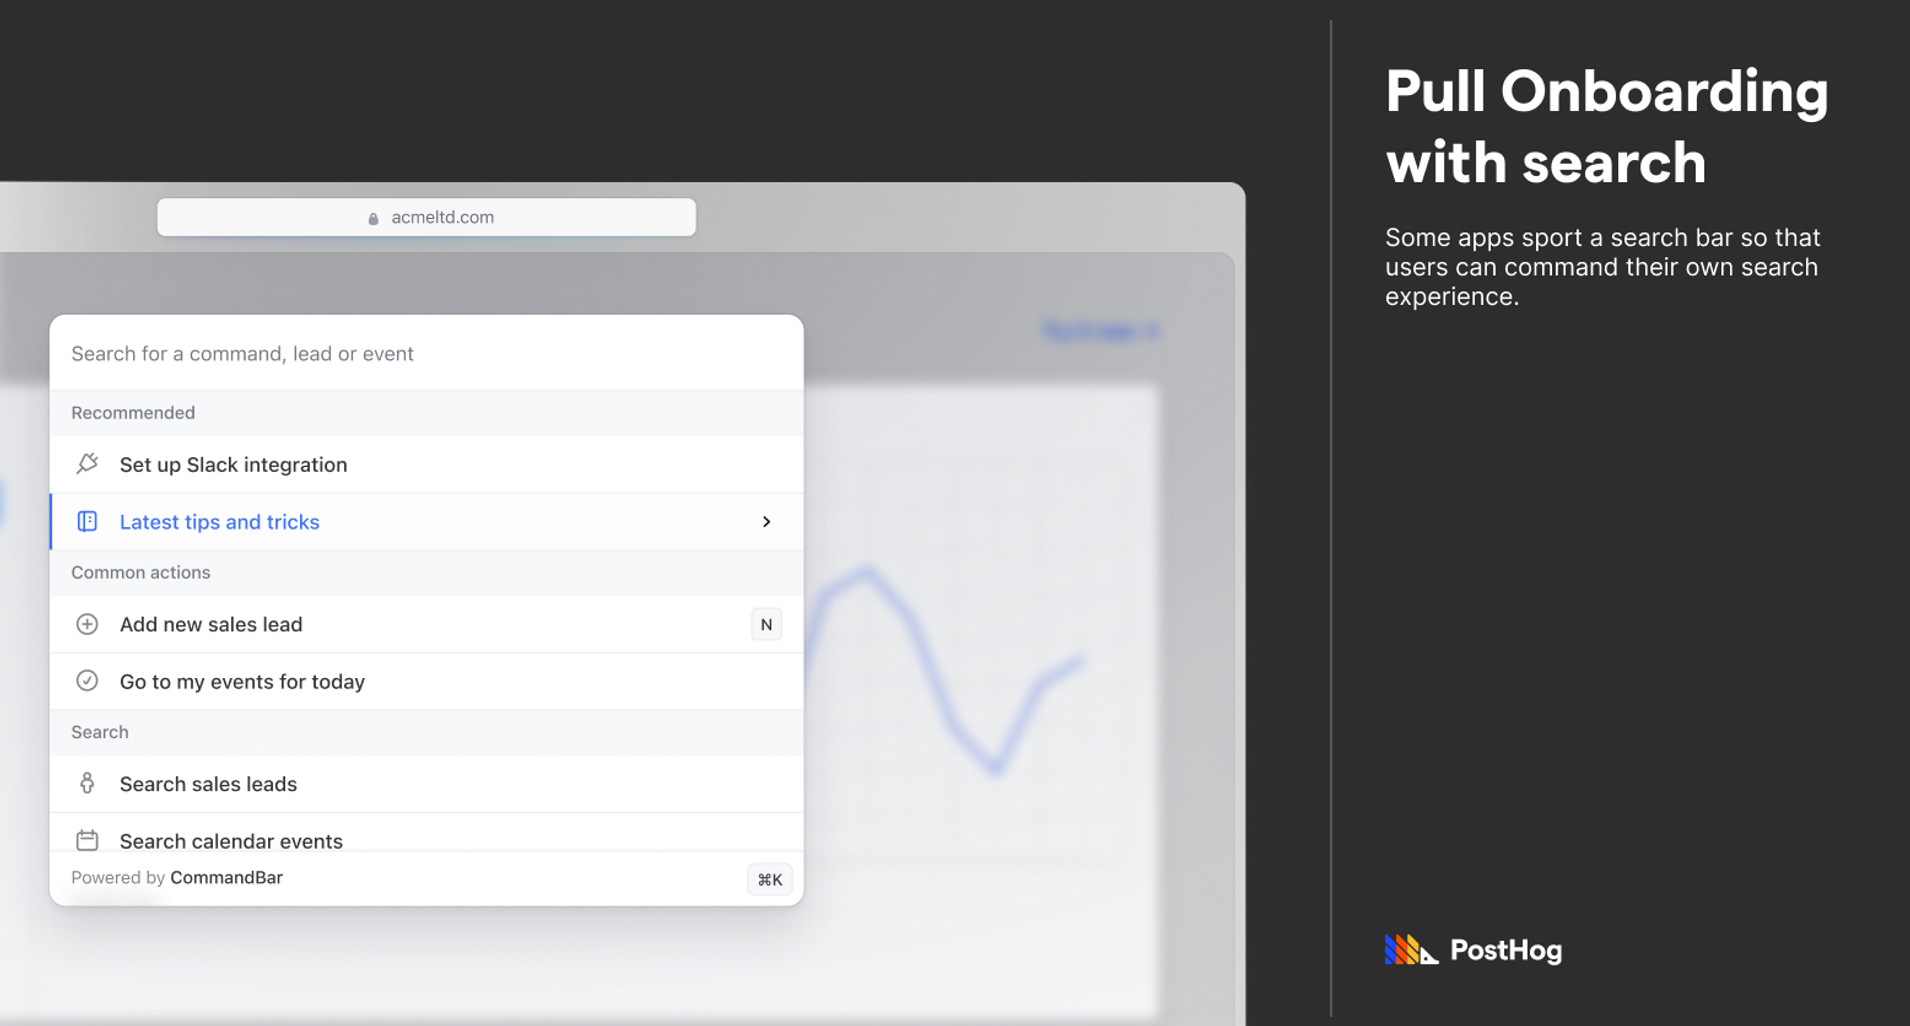 acmeltd.com
Search for a command, lead or event
Recommended
Set up Slack integration
Latest tips and tricks
Common actions
Add new sales lead
N
Go to my events for today
Search
Search sales leads
Search calendar events
Powered by CommandBar
⌘K
Pull Onboarding
with search
Some apps sport a search bar so that
users can command their own search
experience.
PostHog